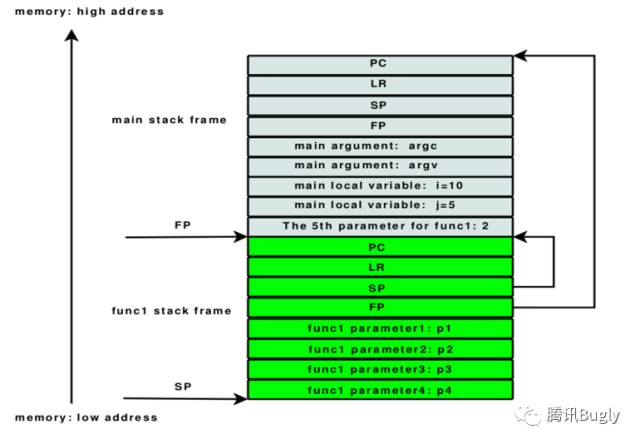 memory: high address
PC
LR
SP
main stack frame
FP
main argument: argc
main argument: argv
main local variable: i=10
main local variable: j=5
FP
The 5th parameter for func1: 2
PC
LR
SP
func1 stack frame
FP
func1 parameter1: p1
func1 parameter2: p2
func1 parameter3: p3
SP
func1 parameter4: p4
memory: low address
腾讯Bugly